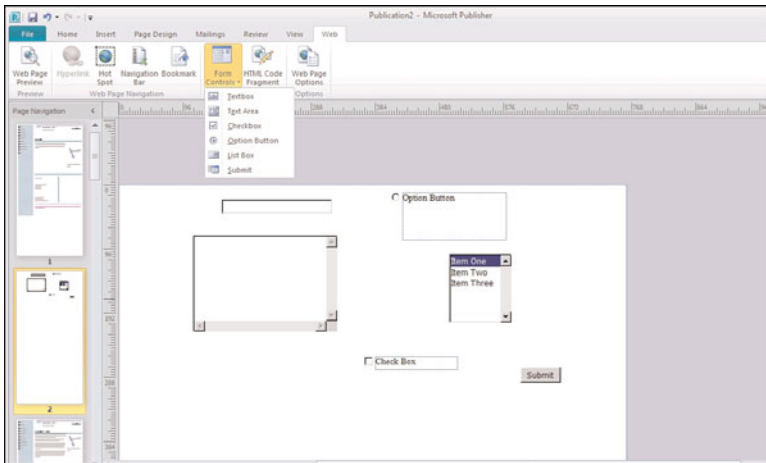 Publication2 - Microsoft Publisher
File Home Insert Page Design Mailings Review View Web
Web Page Preview
Hyperlink
Hot Spot
Navigation Bar
Bookmark
Form Controls
HTML Code Fragment
Web Page Options
Preview Web Page Navigation Options
Textbox
Text Area
Checkbox
Option Button
List Box
Submit
Page Navigation
1
2
Option Button
Item One
Item Two
Item Three
Check Box
Submit